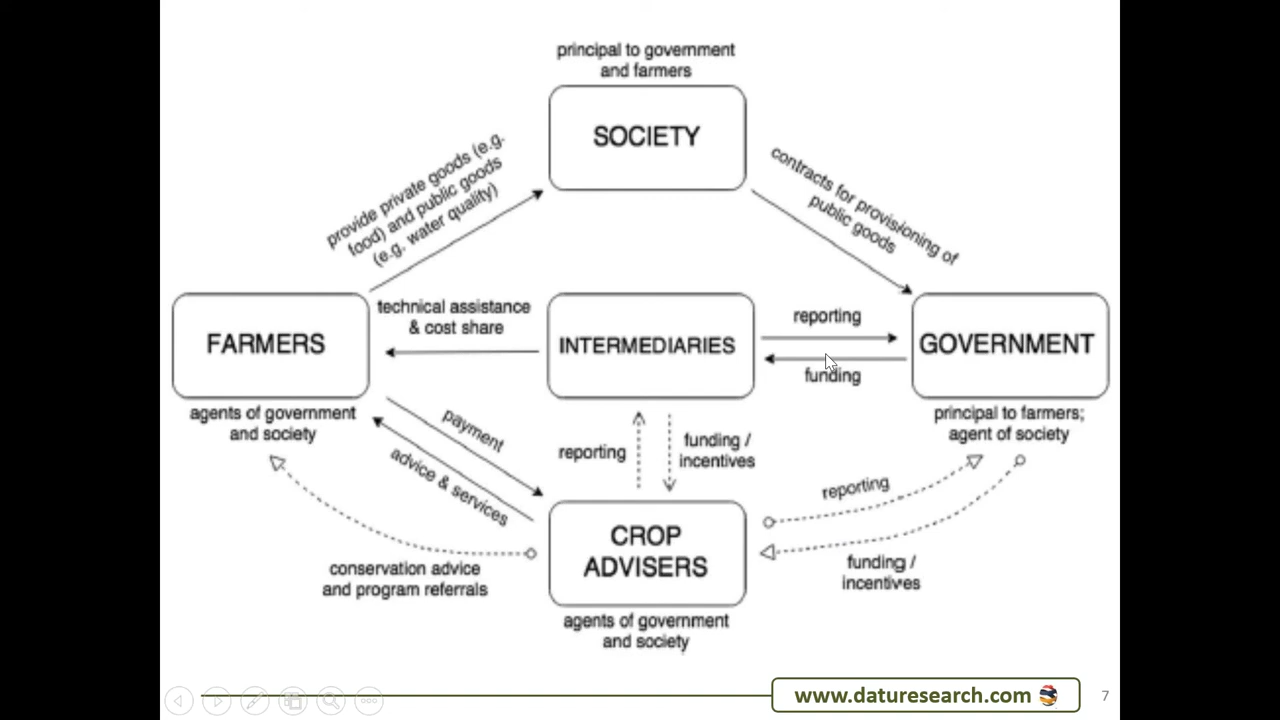 principal to government
and farmers
SOCIETY
provide private goods (e.g.
food) and public goods
(e.g. water quality)
contracts for provisioning of
public goods
technical assistance
& cost share
FARMERS
agents of government
and society
INTERMEDIARIES
reporting
funding
GOVERNMENT
principal to farmers;
agent of society
payment
advice & services
reporting
funding /
incentives
reporting
funding /
incentives
CROP
ADVISERS
conservation advice
and program referrals
agents of government
and society
www.daturesearch.com
7